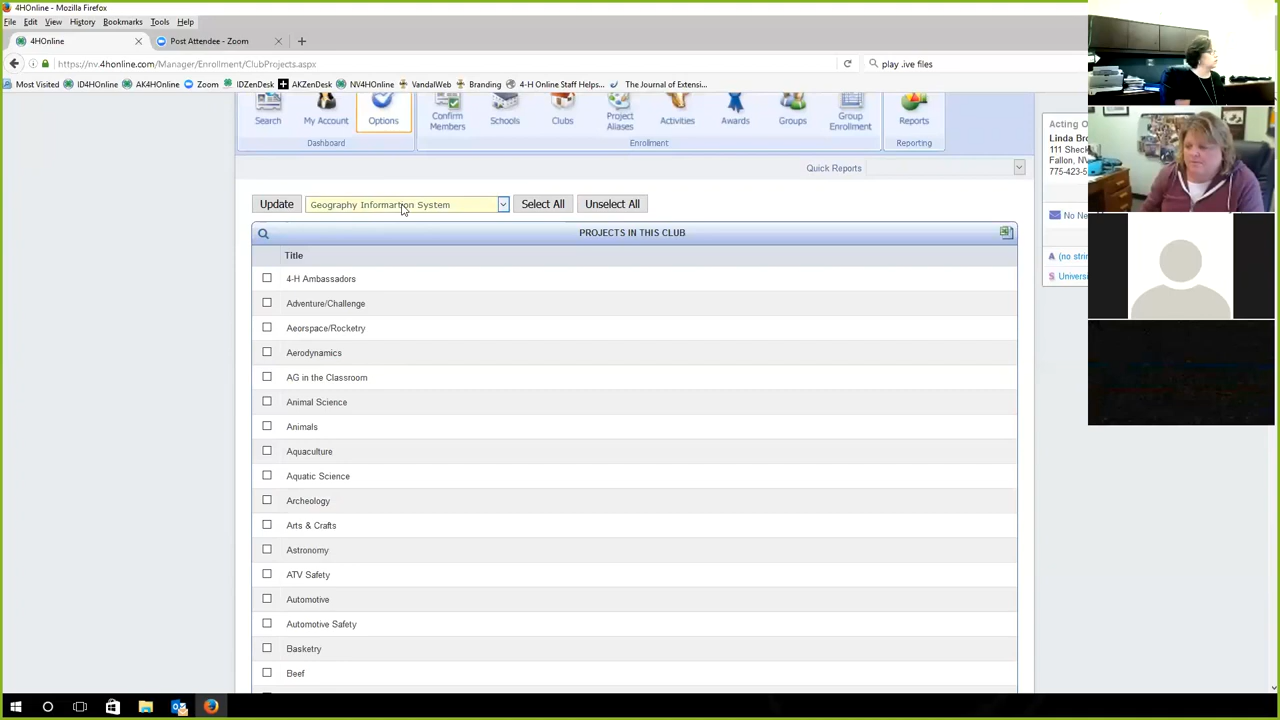 4HOnline - Mozilla Firefox
File Edit View History Bookmarks Tools Help
4HOnline
Post Attendee - Zoom
https://nv.4honline.com/Manager/Enrollment/ClubProjects.aspx
play .ive files
Most Visited ID4HOnline AK4HOnline Zoom IDZenDesk AKZenDesk NV4HOnline VandalWeb Branding 4-H Online Staff Helps... The Journal of Extensi...
Search My Account Options Confirm Members Schools Clubs Project Aliases Activities Awards Groups Group Enrollment Reports
Dashboard Enrollment Reporting
Acting O
Linda Bro
111 Sheck
Fallon, NV
775-423-5
Quick Reports
Update Geography Information System Select All Unselect All
No Ne
PROJECTS IN THIS CLUB
Title
A (no strin
S Universi
4-H Ambassadors
Adventure/Challenge
Aeorspace/Rocketry
Aerodynamics
AG in the Classroom
Animal Science
Animals
Aquaculture
Aquatic Science
Archeology
Arts & Crafts
Astronomy
ATV Safety
Automotive
Automotive Safety
Basketry
Beef